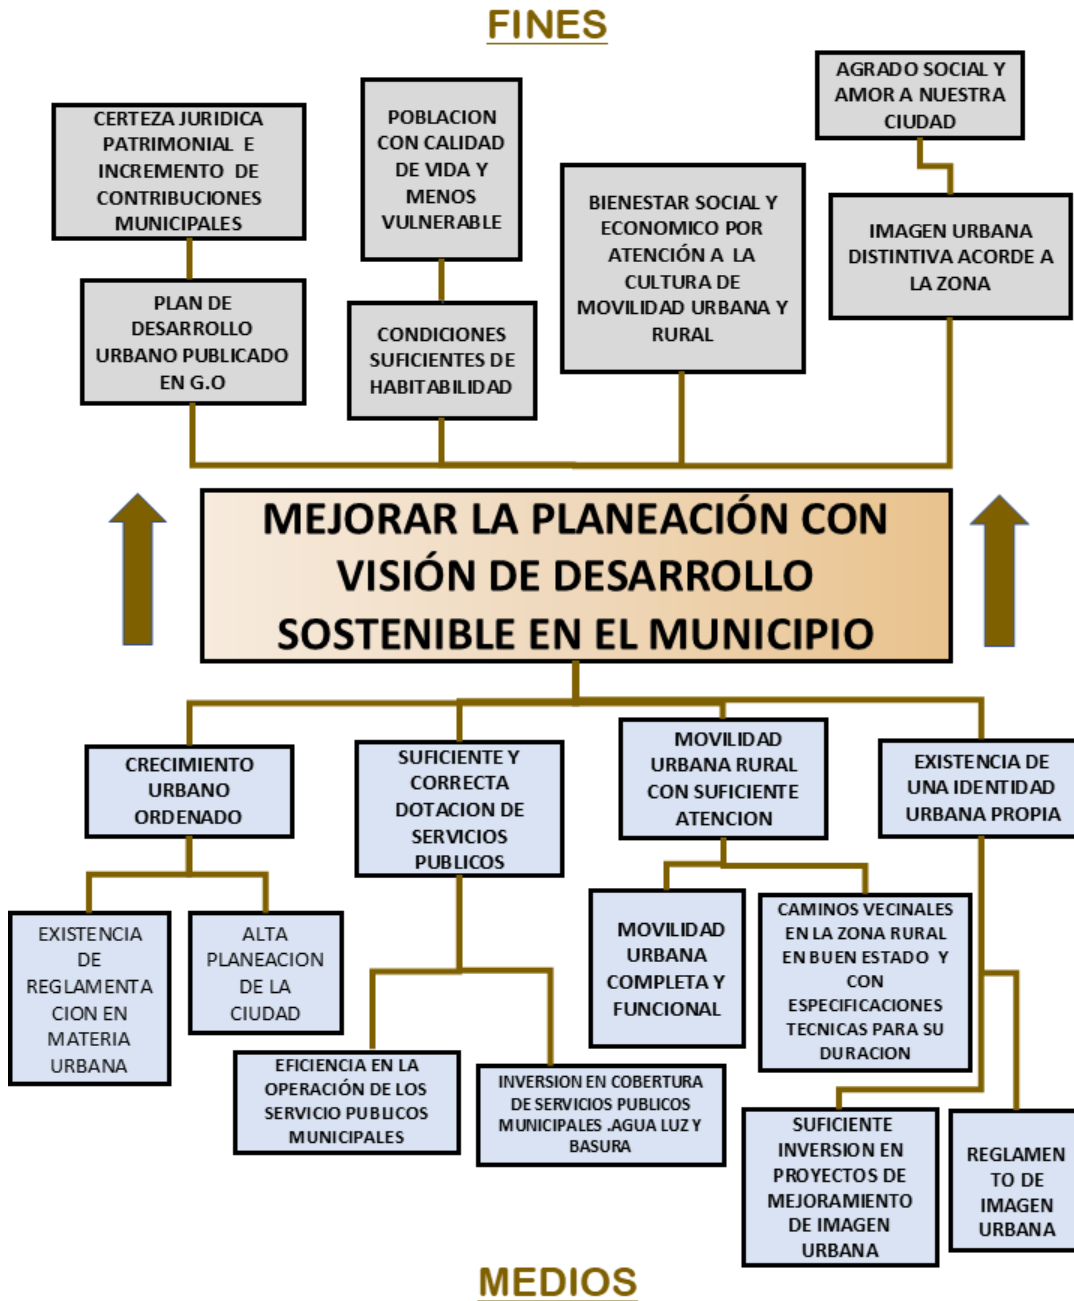 FINES
CERTEZA JURIDICA
PATRIMONIAL E
INCREMENTO DE
CONTRIBUCIONES
MUNICIPALES
POBLACION
CON CALIDAD
DE VIDA Y
MENOS
VULNERABLE
AGRADO SOCIAL Y
AMOR A NUESTRA
CIUDAD
BIENESTAR SOCIAL Y
ECONOMICO POR
ATENCIÓN A LA
CULTURA DE
MOVILIDAD URBANA Y
RURAL
IMAGEN URBANA
DISTINTIVA ACORDE A
LA ZONA
PLAN DE
DESARROLLO
URBANO PUBLICADO
EN G.O
CONDICIONES
SUFICIENTES DE
HABITABILIDAD
MEJORAR LA PLANEACIÓN CON
VISIÓN DE DESARROLLO
SOSTENIBLE EN EL MUNICIPIO
CRECIMIENTO
URBANO
ORDENADO
SUFICIENTE Y
CORRECTA
DOTACION DE
SERVICIOS
PUBLICOS
MOVILIDAD
URBANA RURAL
CON SUFICIENTE
ATENCION
EXISTENCIA DE
UNA IDENTIDAD
URBANA PROPIA
EXISTENCIA
DE
REGLAMENTA
CION EN
MATERIA
URBANA
ALTA
PLANEACION
DE LA
CIUDAD
EFICIENCIA EN LA
OPERACIÓN DE LOS
SERVICIO PUBLICOS
MUNICIPALES
INVERSION EN COBERTURA
DE SERVICIOS PUBLICOS
MUNICIPALES .AGUA LUZ Y
BASURA
MOVILIDAD
URBANA
COMPLETA Y
FUNCIONAL
CAMINOS VECINALES
EN LA ZONA RURAL
EN BUEN ESTADO Y
CON
ESPECIFICACIONES
TECNICAS PARA SU
DURACION
SUFICIENTE
INVERSION EN
PROYECTOS DE
MEJORAMIENTO
DE IMAGEN
URBANA
REGLAMEN
TO DE
IMAGEN
URBANA
MEDIOS